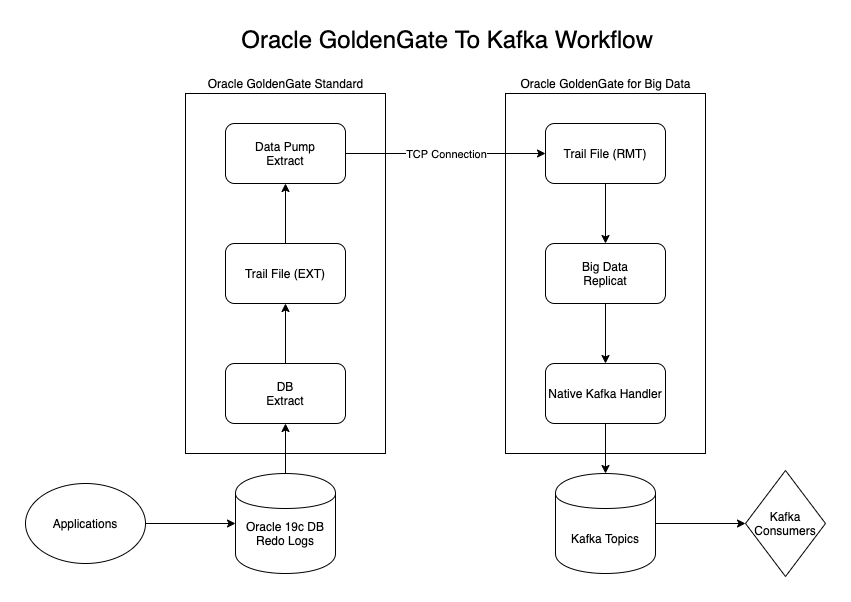 Oracle GoldenGate To Kafka Workflow
Oracle GoldenGate Standard
Oracle GoldenGate for Big Data
Data Pump
Extract
TCP Connection
Trail File (RMT)
Trail File (EXT)
Big Data
Replicat
DB
Extract
Native Kafka Handler
Applications
Oracle 19c DB
Redo Logs
Kafka Topics
Kafka
Consumers